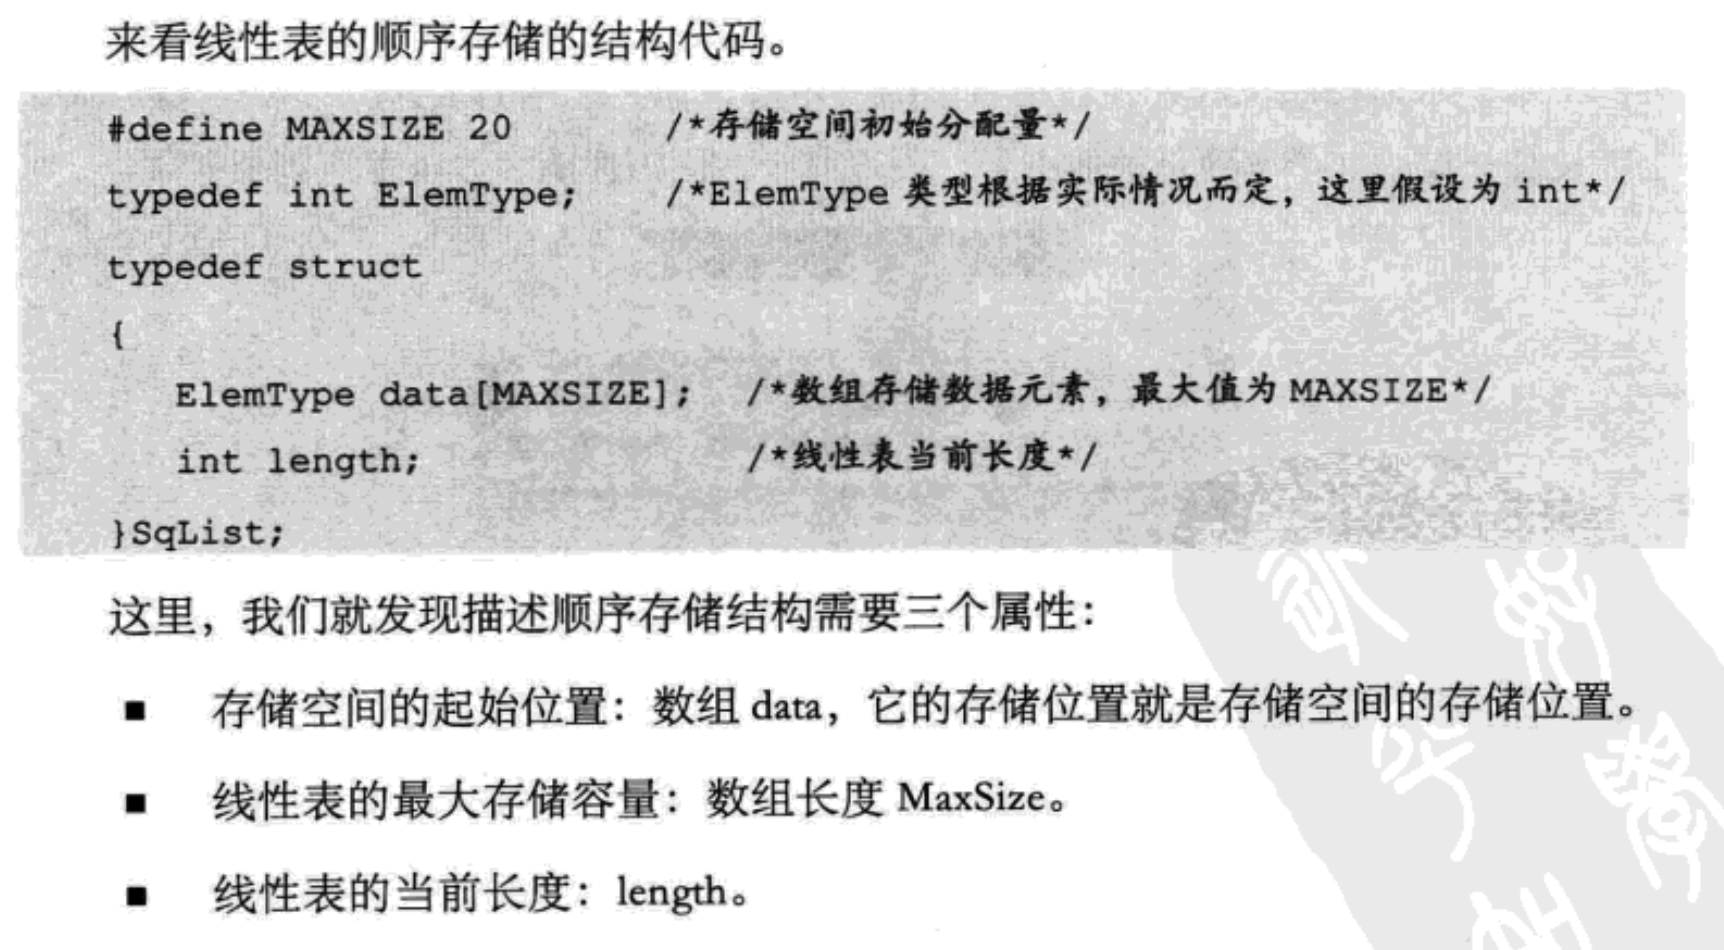 来看线性表的顺序存储的结构代码。
#define MAXSIZE 20 /*存储空间初始分配量*/
typedef int ElemType; /*ElemType 类型根据实际情况而定，这里假设为 int*/
typedef struct
{
ElemType data[MAXSIZE]; /*数组存储数据元素，最大值为 MAXSIZE*/
int length; /*线性表当前长度*/
}SqList;
这里，我们就发现描述顺序存储结构需要三个属性：
■ 存储空间的起始位置：数组 data，它的存储位置就是存储空间的存储位置。
■ 线性表的最大存储容量：数组长度 MaxSize。
■ 线性表的当前长度：length。